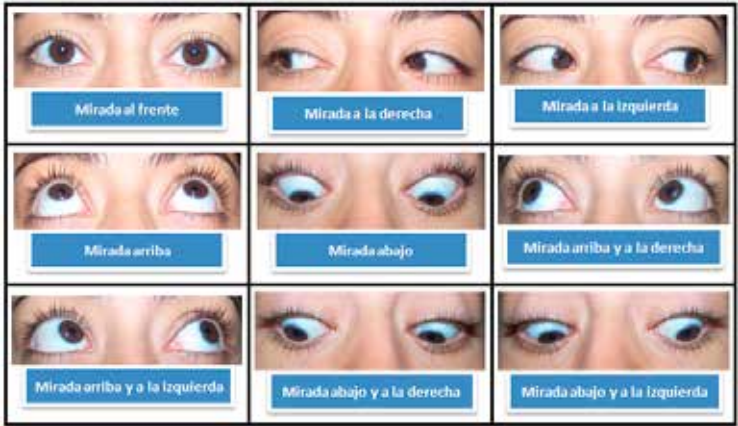 Mirada al frente
Mirada a la derecha
Mirada a la izquierda
Mirada arriba
Mirada abajo
Mirada arriba y a la derecha
Mirada arriba y a la izquierda
Mirada abajo y a la derecha
Mirada abajo y a la izquierda